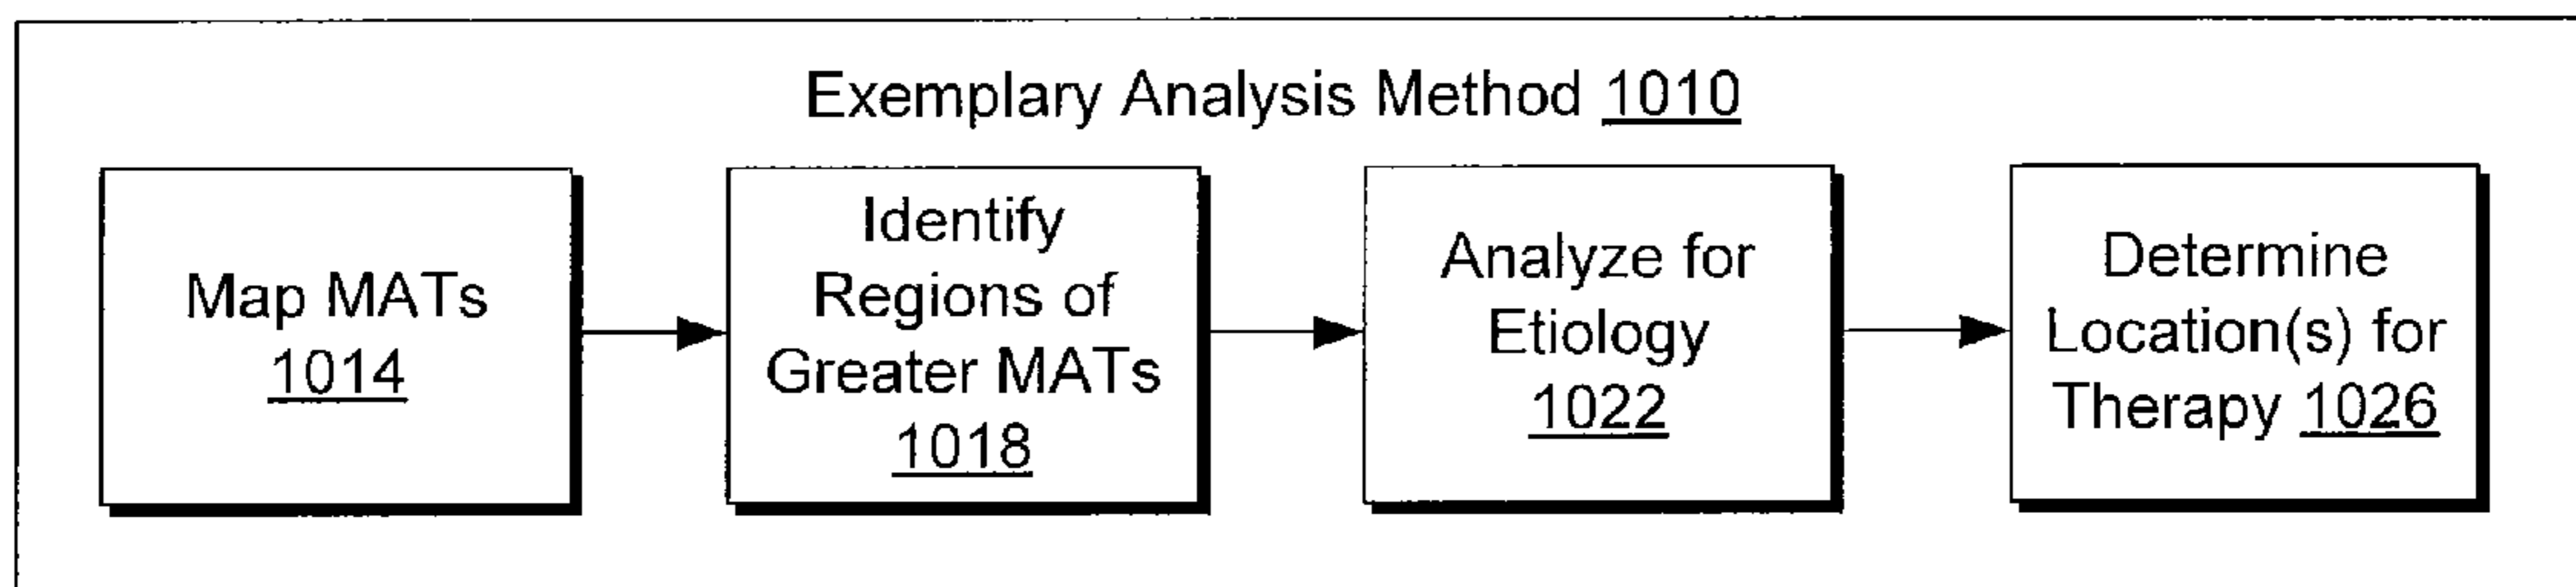 Exemplary Analysis Method 1010
Map MATs
1014
Identify
Regions of
Greater MATs
1018
Analyze for
Etiology
1022
Determine
Location(s) for
Therapy 1026